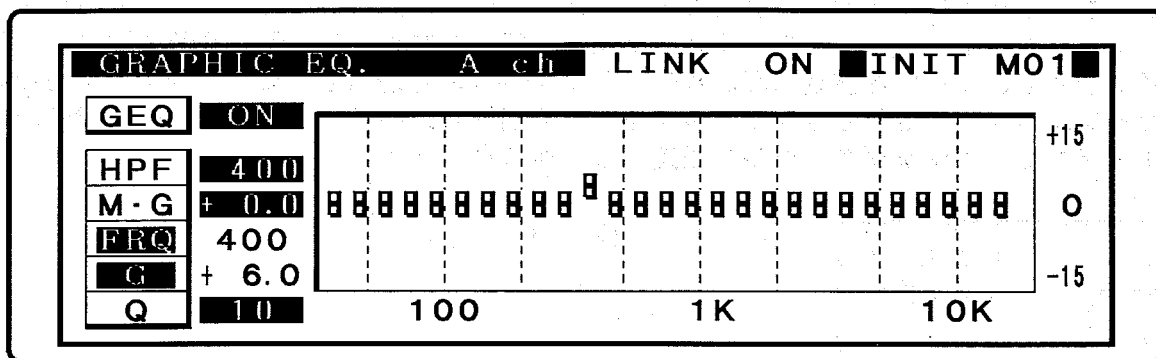 GRAPHIC EQ. A ch LINK ON INIT M01
GEQ ON
HPF 400
M·G + 0.0
FRQ 400
G + 6.0
Q 10
+15
0
-15
100 1K 10K